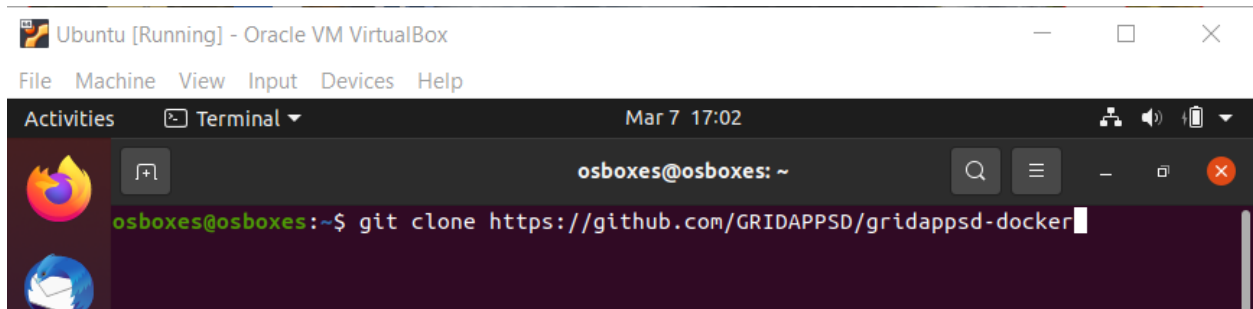 Ubuntu [Running] - Oracle VM VirtualBox
File Machine View Input Devices Help
Activities Terminal Mar 7 17:02
osboxes@osboxes: ~
osboxes@osboxes:~$ git clone https://github.com/GRIDAPPSD/gridappsd-docker